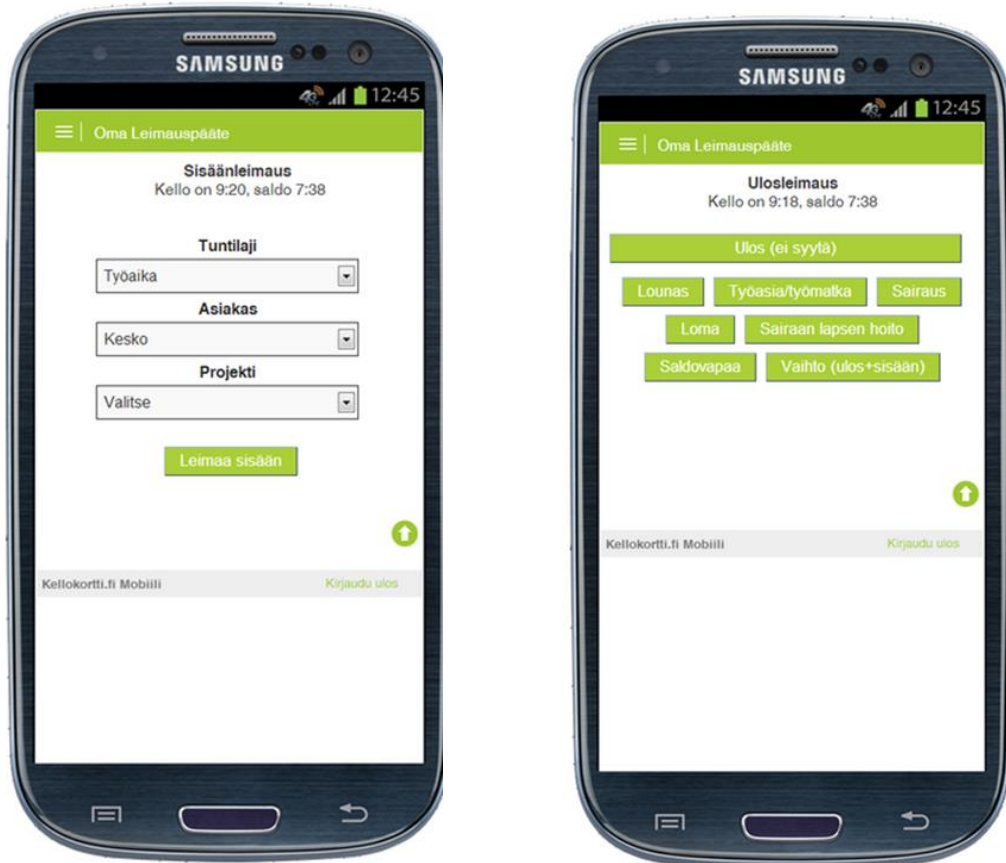 SAMSUNG
4G 12:45
Oma Leimauspääte
Sisäänleimaus
Kello on 9:20, saldo 7:38
Tuntilaji
Työaika
Asiakas
Kesko
Projekti
Valitse
Leimaa sisään
Kellokortti.fi Mobiili Kirjaudu ulos
SAMSUNG
4G 12:45
Oma Leimauspääte
Ulosleimaus
Kello on 9:18, saldo 7:38
Ulos (ei syytä)
Lounas Työasia/työmatka Sairaus
Loma Sairaan lapsen hoito
Saldovapaa Vaihto (ulos+sisään)
Kellokortti.fi Mobiili Kirjaudu ulos